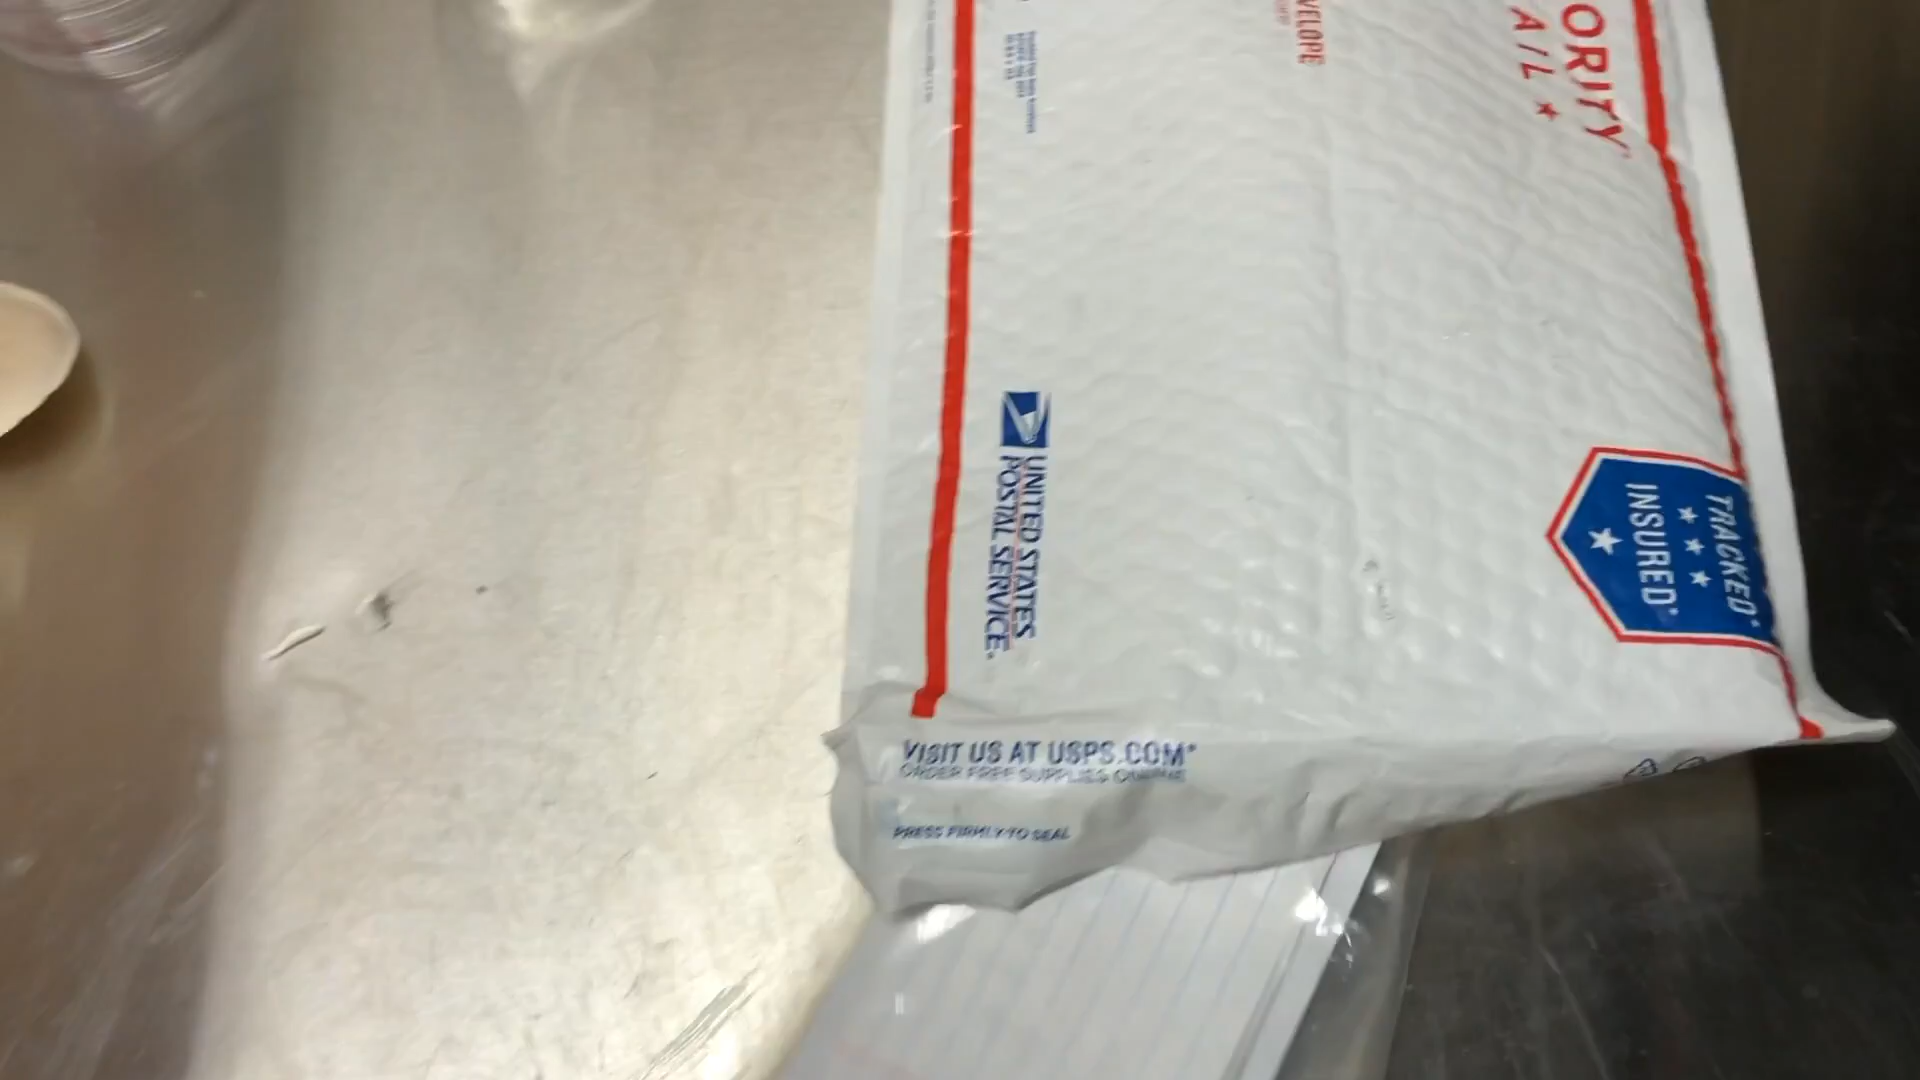 ORITY
AIL ★
VELOPE
UNITED STATES
POSTAL SERVICE®
TRACKED®
★ ★ ★
INSURED®
★
VISIT US AT USPS.COM®
ORDER FREE SUPPLIES ONLINE
PRESS FIRMLY TO SEAL